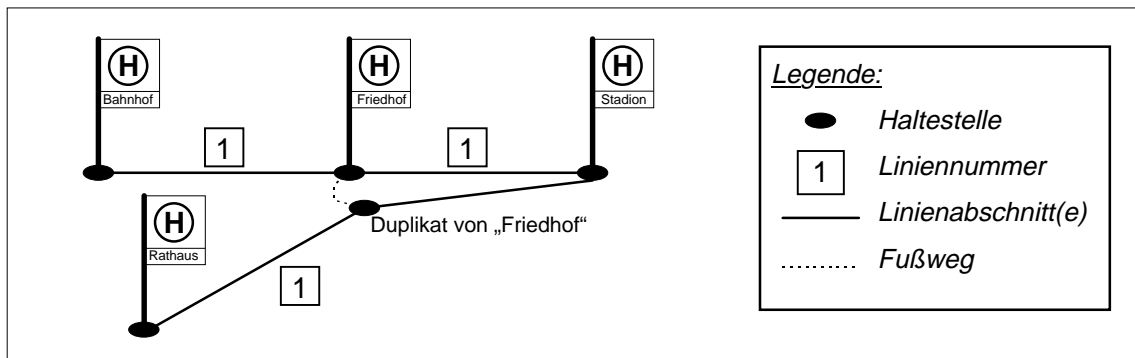 H
Bahnhof
H
Friedhof
H
Stadion
1
1
H
Rathaus
Duplikat von „Friedhof“
1
Legende:
Haltestelle
1
Liniennummer
Linienabschnitt(e)
Fußweg